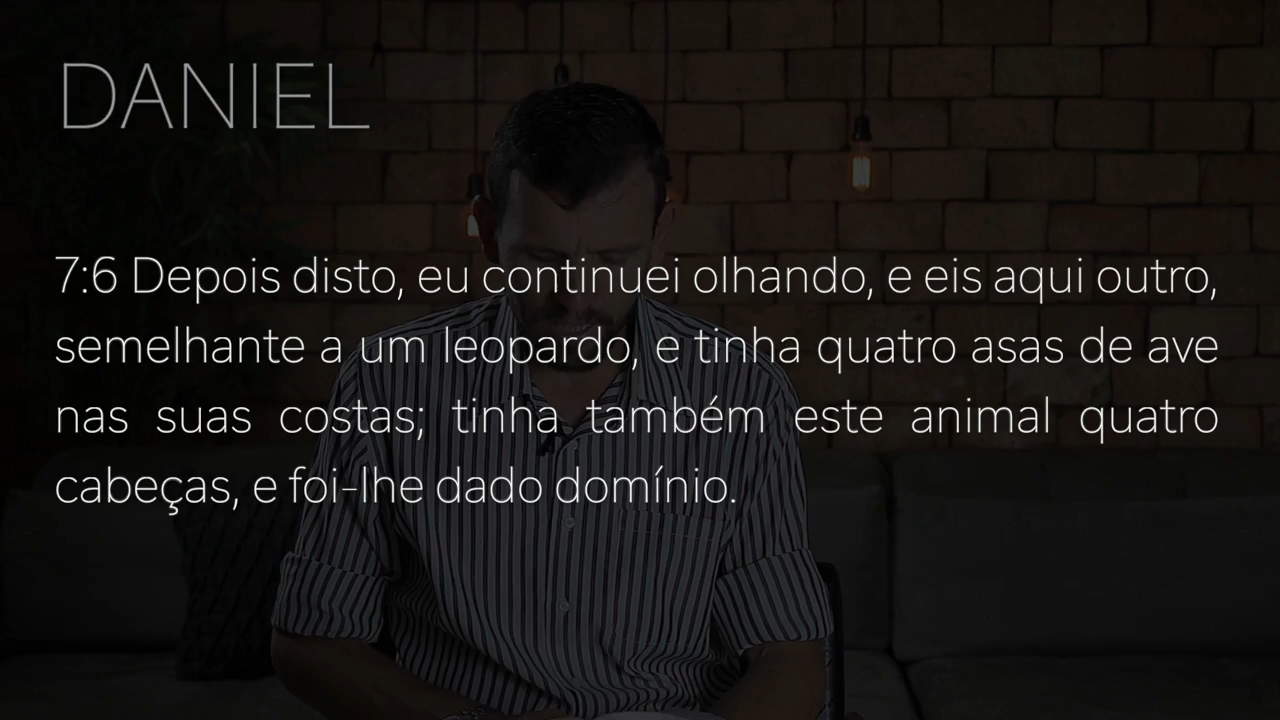 DANIEL
7:6 Depois disto, eu continuei olhando, e eis aqui outro,
semelhante a um leopardo, e tinha quatro asas de ave
nas suas costas; tinha também este animal quatro
cabeças, e foi-lhe dado domínio.